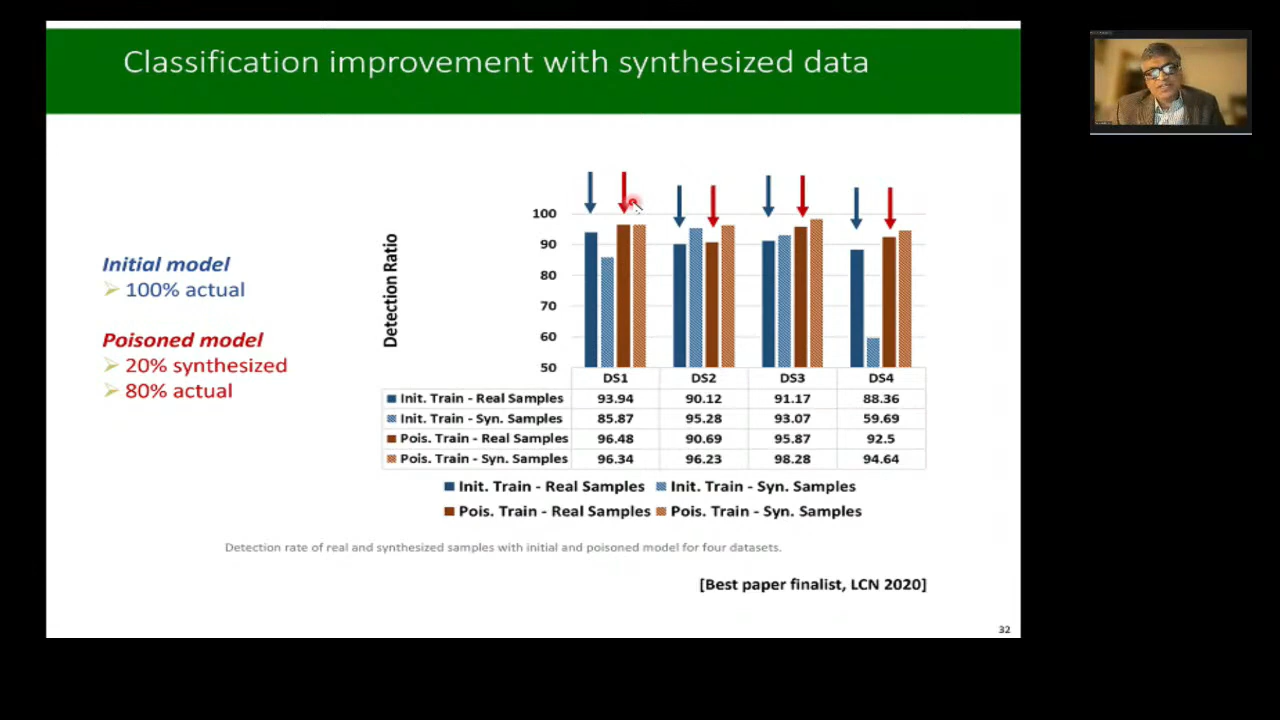 Classification improvement with synthesized data
Initial model
100% actual
Poisoned model
20% synthesized
80% actual
Detection Ratio
100
90
80
70
60
50
DS1 DS2 DS3 DS4
Init. Train - Real Samples 93.94 90.12 91.17 88.36
Init. Train - Syn. Samples 85.87 95.28 93.07 59.69
Pois. Train - Real Samples 96.48 90.69 95.87 92.5
Pois. Train - Syn. Samples 96.34 96.23 98.28 94.64
Init. Train - Real Samples Init. Train - Syn. Samples
Pois. Train - Real Samples Pois. Train - Syn. Samples
Detection rate of real and synthesized samples with initial and poisoned model for four datasets.
[Best paper finalist, LCN 2020]
32